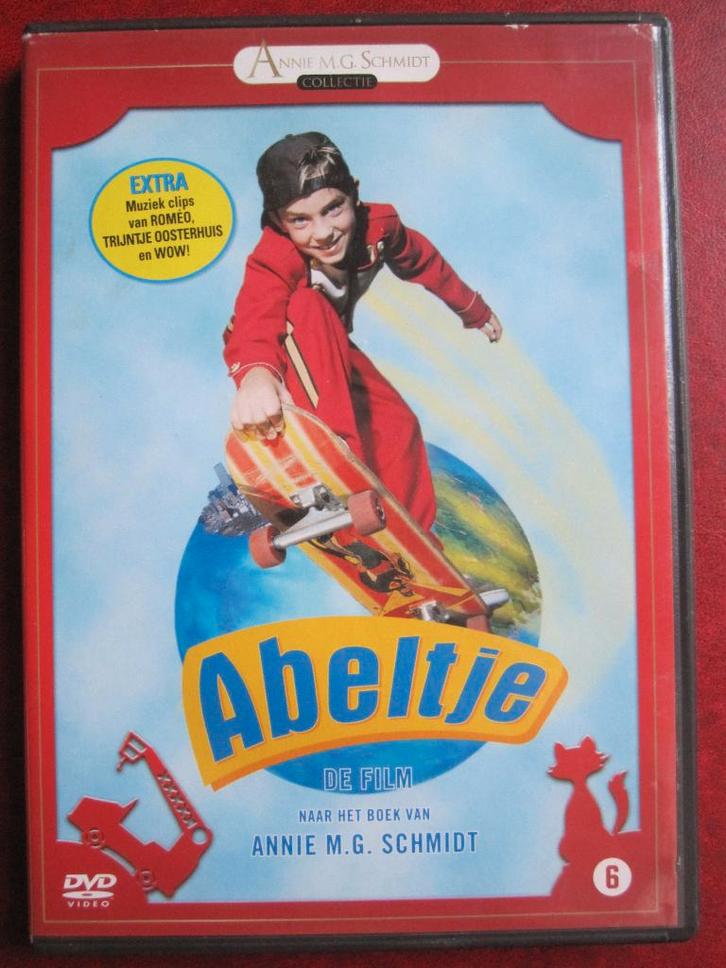 ANNIE M.G. SCHMIDT
COLLECTIE
EXTRA
Muziek clips
van ROMÉO,
TRIJNTJE OOSTERHUIS
en WOW!
Abeltje
DE FILM
NAAR HET BOEK VAN
ANNIE M.G. SCHMIDT
DVD
VIDEO
6